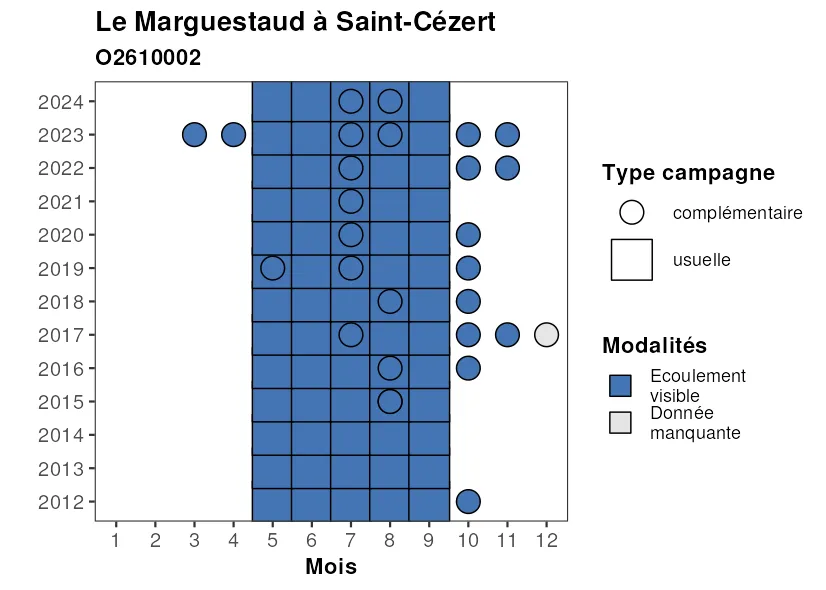 Le Marguestaud à Saint-Cézert
O2610002
2024
2023
2022
2021
2020
2019
2018
2017
2016
2015
2014
2013
2012
1 2 3 4 5 6 7 8 9 10 11 12
Mois
Type campagne
complémentaire
usuelle
Modalités
Ecoulement
visible
Donnée
manquante